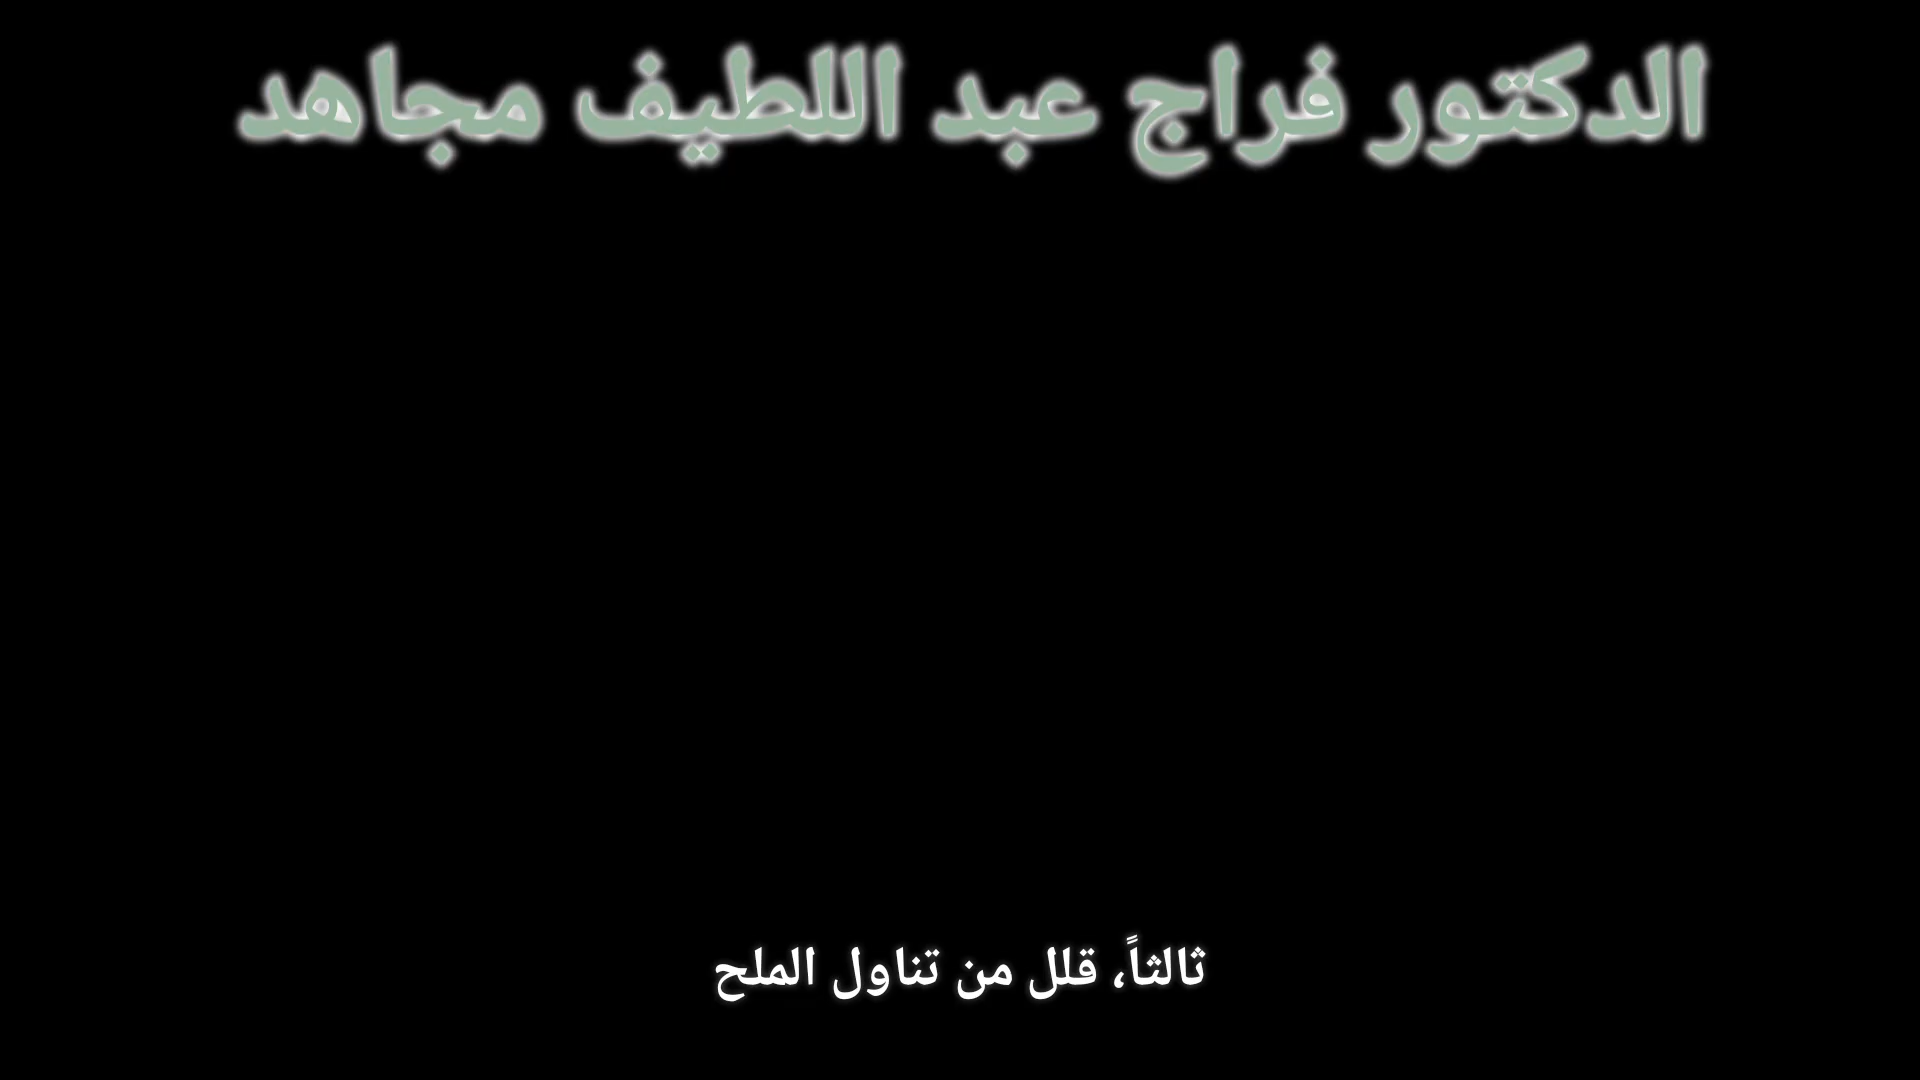 الدكتور فراج عبد اللطيف مجاهد
ثالثاً، قلل من تناول الملح